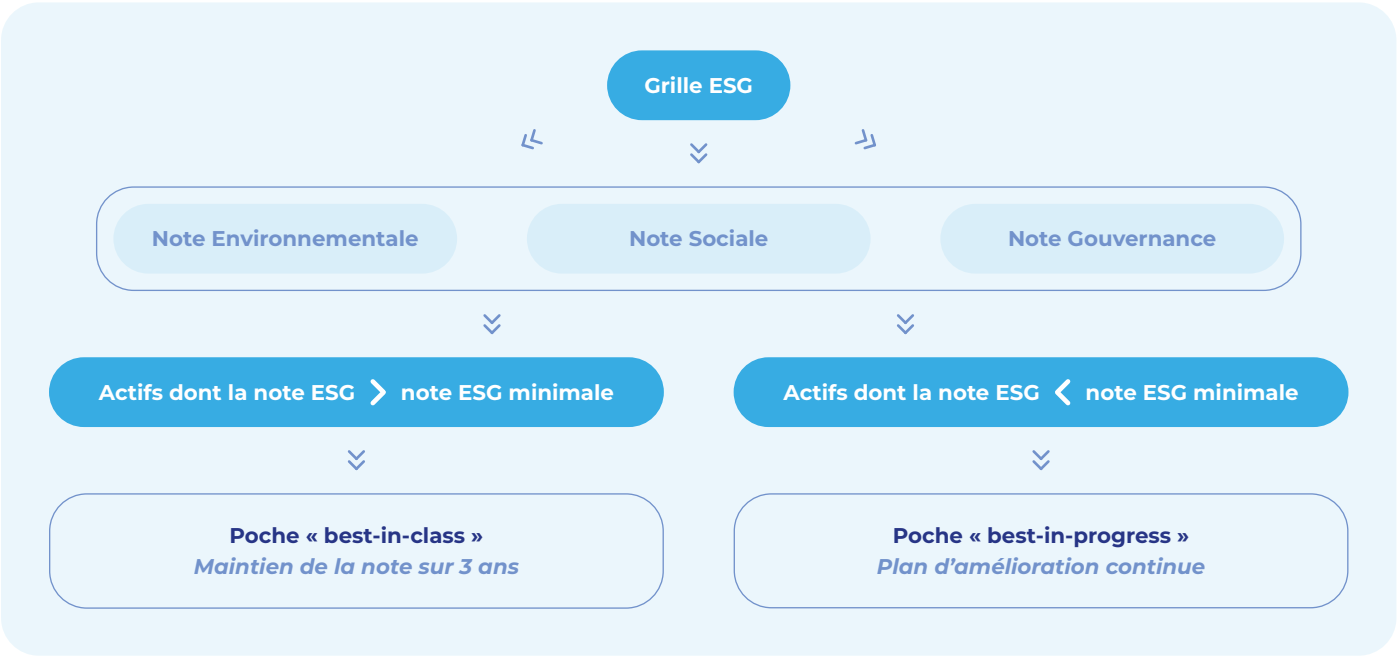 Grille ESG
Note Environnementale
Note Sociale
Note Gouvernance
Actifs dont la note ESG > note ESG minimale
Actifs dont la note ESG < note ESG minimale
Poche « best-in-class »
Maintien de la note sur 3 ans
Poche « best-in-progress »
Plan d’amélioration continue